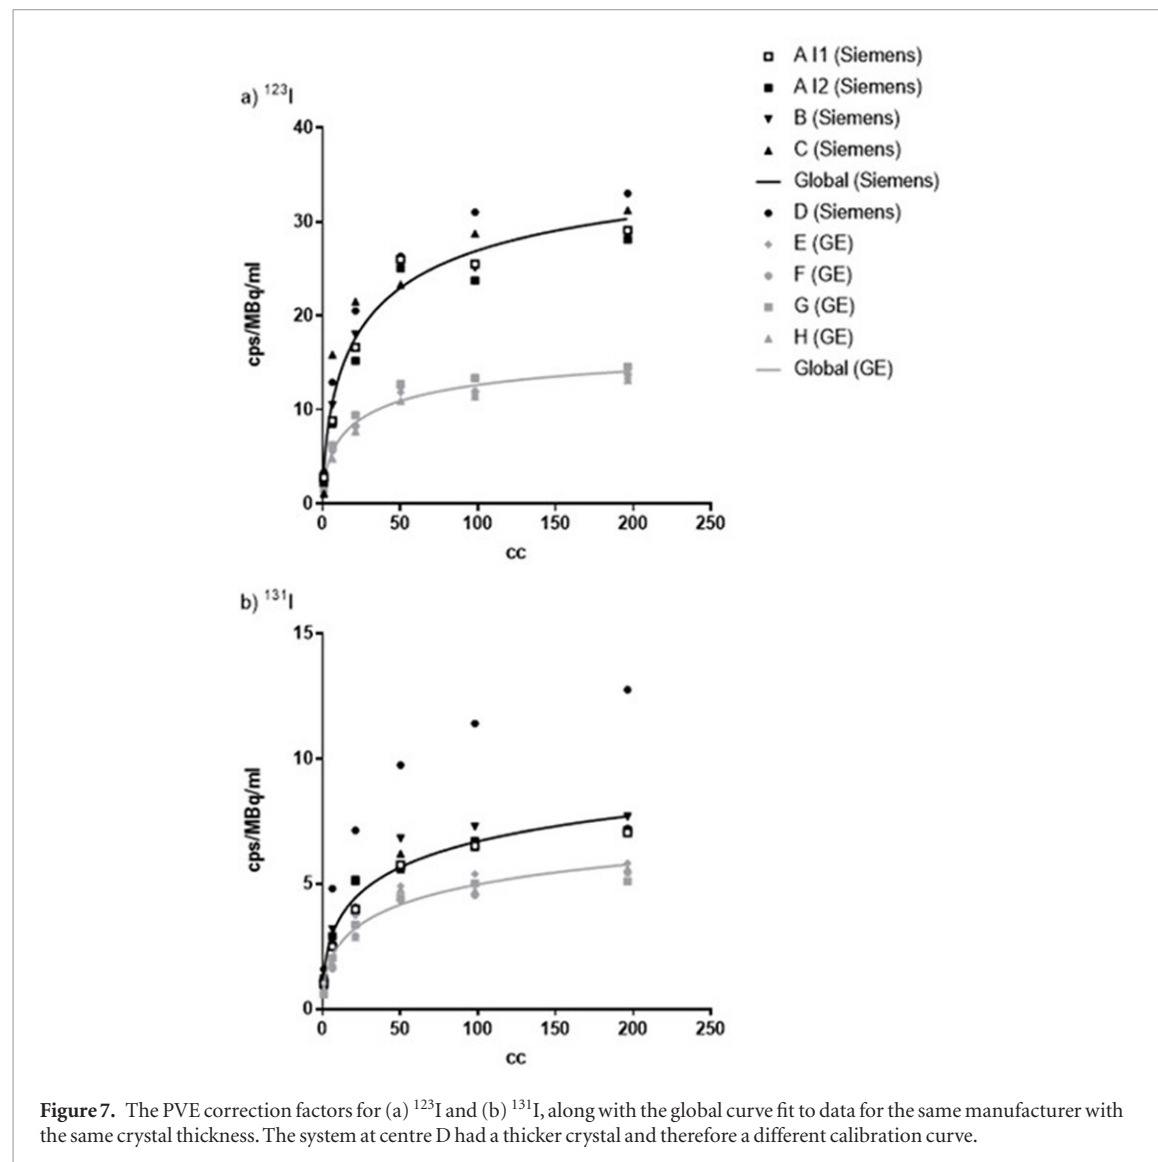 a) 123I
40
30
20
10
0
cps/MBq/ml
0 50 100 150 200 250
cc
A I1 (Siemens)
A I2 (Siemens)
B (Siemens)
C (Siemens)
Global (Siemens)
D (Siemens)
E (GE)
F (GE)
G (GE)
H (GE)
Global (GE)
b) 131I
15
10
5
0
cps/MBq/ml
0 50 100 150 200 250
cc
Figure 7. The PVE correction factors for (a) 123I and (b) 131I, along with the global curve fit to data for the same manufacturer with
the same crystal thickness. The system at centre D had a thicker crystal and therefore a different calibration curve.